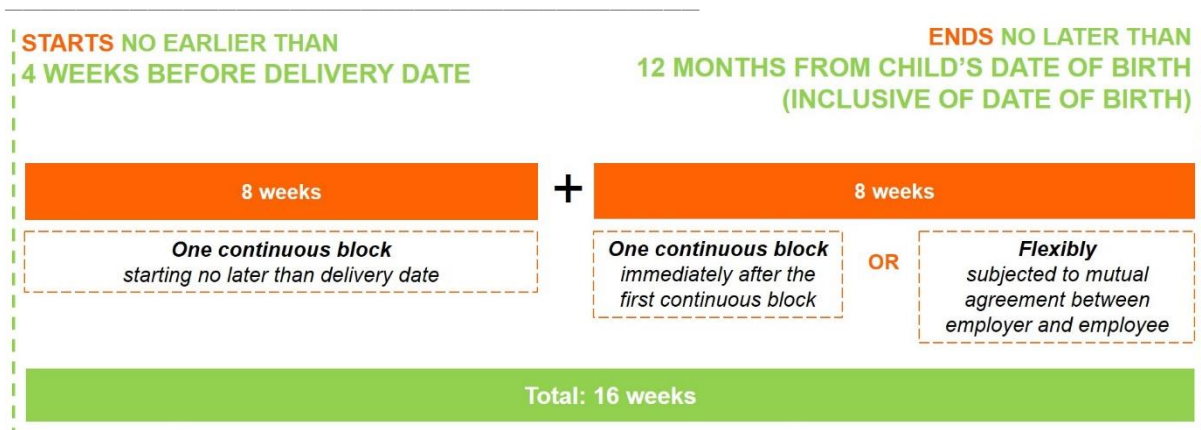 STARTS NO EARLIER THAN
4 WEEKS BEFORE DELIVERY DATE
ENDS NO LATER THAN
12 MONTHS FROM CHILD'S DATE OF BIRTH
(INCLUSIVE OF DATE OF BIRTH)
8 weeks
+
8 weeks
One continuous block
starting no later than delivery date
One continuous block
immediately after the
first continuous block
OR
Flexibly
subjected to mutual
agreement between
employer and employee
Total: 16 weeks